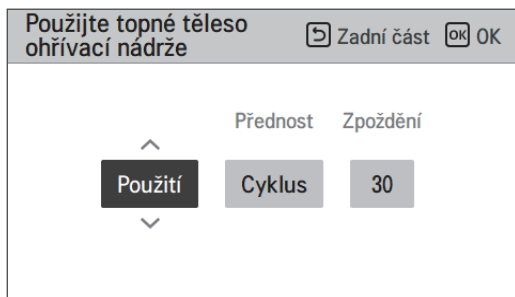 Použijte topné těleso
ohřívací nádrže
Zadní část OK OK
Přednost Zpoždění
Použití Cyklus 30